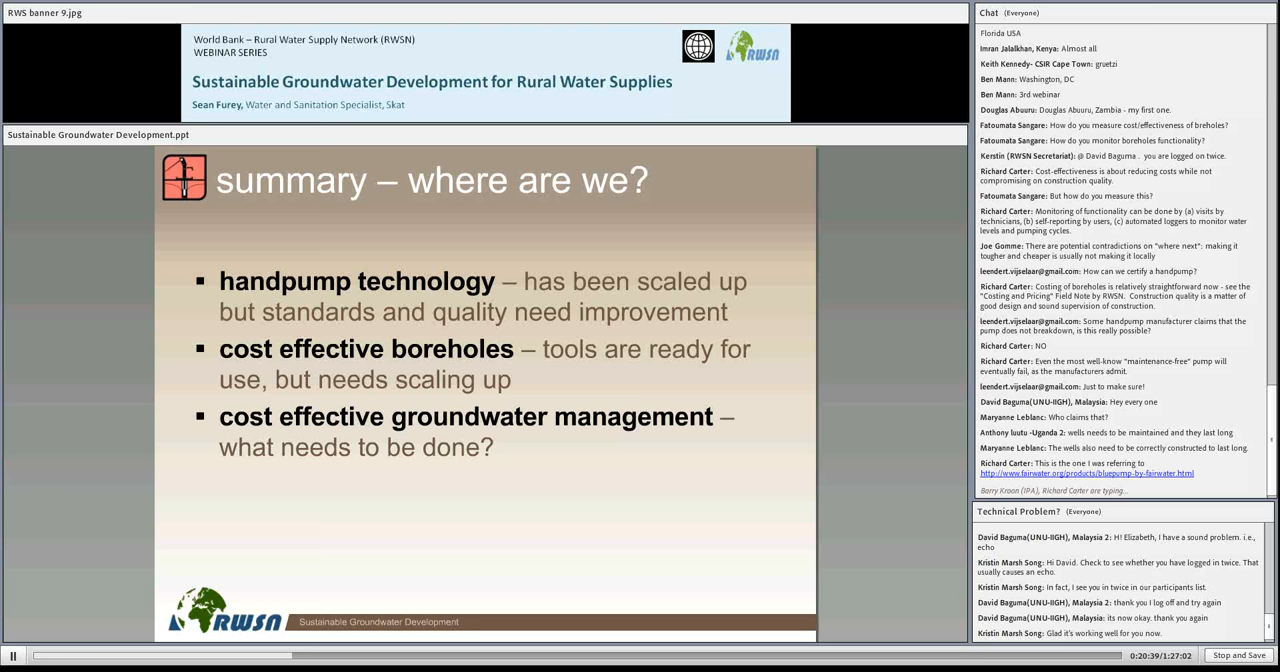 RWS banner 9.jpg
World Bank – Rural Water Supply Network (RWSN)
WEBINAR SERIES
RWSN
Sustainable Groundwater Development for Rural Water Supplies
Sean Furey, Water and Sanitation Specialist, Skat
Sustainable Groundwater Development.ppt
summary – where are we?
▪ handpump technology – has been scaled up
but standards and quality need improvement
▪ cost effective boreholes – tools are ready for
use, but needs scaling up
▪ cost effective groundwater management –
what needs to be done?
RWSN
Sustainable Groundwater Development
Chat (Everyone)
Florida USA
Imran Jalalkhan, Kenya: Almost all
Keith Kennedy- CSIR Cape Town: gruetzi
Ben Mann: Washington, DC
Ben Mann: 3rd webinar
Douglas Abuuru: Douglas Abuuru, Zambia - my first one.
Fatoumata Sangare: How do you measure cost/effectiveness of breholes?
Fatoumata Sangare: How do you monitor boreholes functionality?
Kerstin (RWSN Secretariat): @ David Baguma . you are logged on twice.
Richard Carter: Cost-effectiveness is about reducing costs while not
compromising on construction quality.
Fatoumata Sangare: But how do you measure this?
Richard Carter: Monitoring of functionality can be done by (a) visits by
technicians, (b) self-reporting by users, (c) automated loggers to monitor water
levels and pumping cycles.
Joe Gomme: There are potential contradictions on "where next": making it
tougher and cheaper is usually not making it locally
leendert.vijselaar@gmail.com: How can we certify a handpump?
Richard Carter: Costing of boreholes is relatively straightforward now - see the
"Costing and Pricing" Field Note by RWSN. Construction quality is a matter of
good design and sound supervision of construction.
leendert.vijselaar@gmail.com: Some handpump manufacturer claims that the
pump does not breakdown, is this really possible?
Richard Carter: NO
Richard Carter: Even the most well-know "maintenance-free" pump will
eventually fail, as the manufacturers admit.
leendert.vijselaar@gmail.com: Just to make sure!
David Baguma(UNU-IIGH), Malaysia: Hey every one
Maryanne Leblanc: Who claims that?
Anthony luutu -Uganda 2: wells needs to be maintained and they last long
Maryanne Leblanc: The wells also need to be correctly constructed to last long.
Richard Carter: This is the one I was referring to
http://www.fairwater.org/products/bluepump-by-fairwater.html
Barry Kroon (IPA), Richard Carter are typing...
Technical Problem? (Everyone)
David Baguma(UNU-IIGH), Malaysia 2: H! Elizabeth, I have a sound problem. i.e.,
echo
Kristin Marsh Song: Hi David. Check to see whether you have logged in twice. That
usually causes an echo.
Kristin Marsh Song: In fact, I see you in twice in our participants list.
David Baguma(UNU-IIGH), Malaysia 2: thank you I log off and try again
David Baguma(UNU-IIGH), Malaysia: its now okay. thank you again
Kristin Marsh Song: Glad it's working well for you now.
0:20:39/1:27:02
Stop and Save